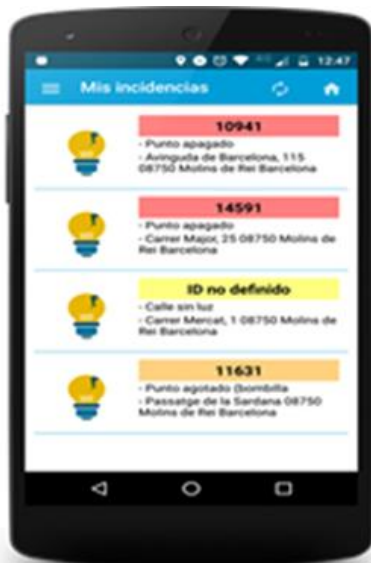 12:47
Mis incidencias
10941
- Punto apagado
- Avinguda de Barcelona, 115
08750 Molins de Rei Barcelona
14591
- Punto apagado
- Carrer Major, 25 08750 Molins de
Rei Barcelona
ID no definido
- Calle sin luz
- Carrer Mercat, 1 08750 Molins de
Rei Barcelona
11631
- Punto agotado (bombilla
- Passatge de la Sardana 08750
Molins de Rei Barcelona